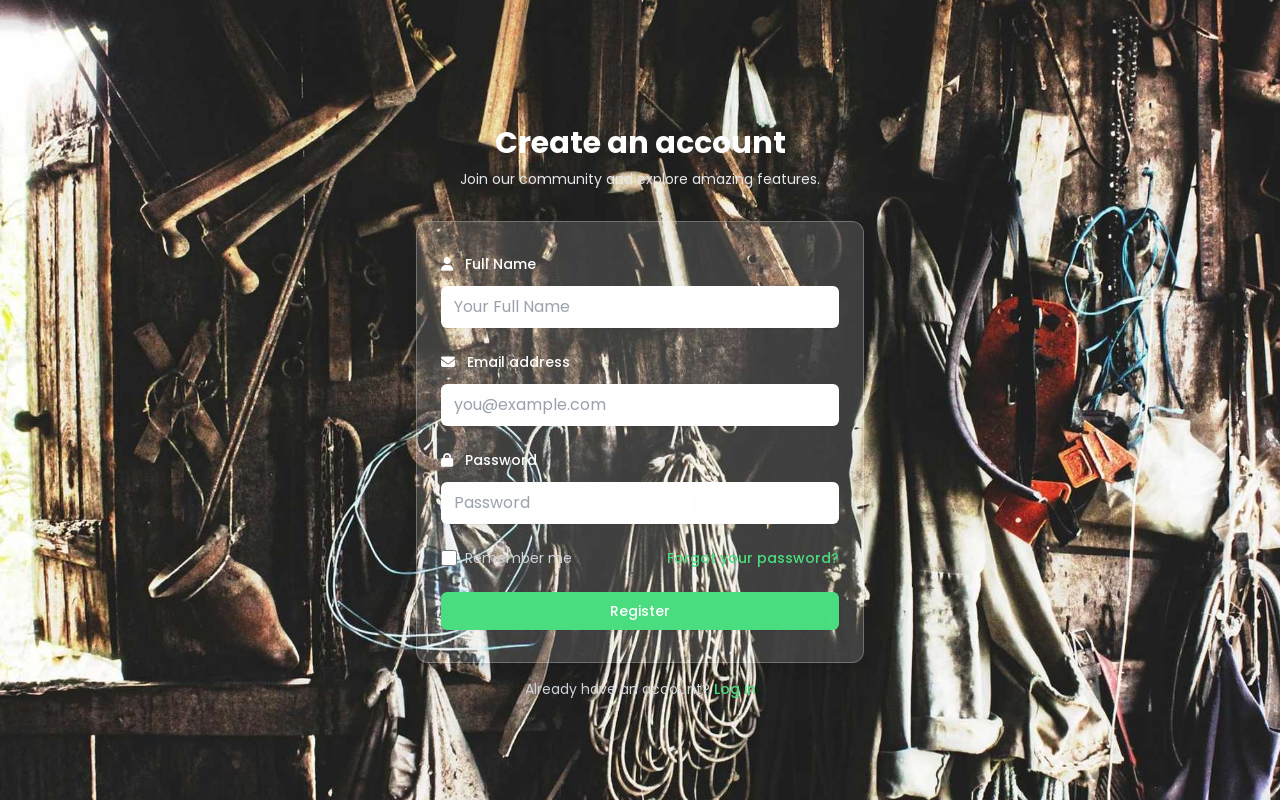 Create an account
Join our community and explore amazing features.
Full Name
Your Full Name
Email address
you@example.com
Password
Password
Remember me
Forgot your password?
Register
Already have an account? Log in